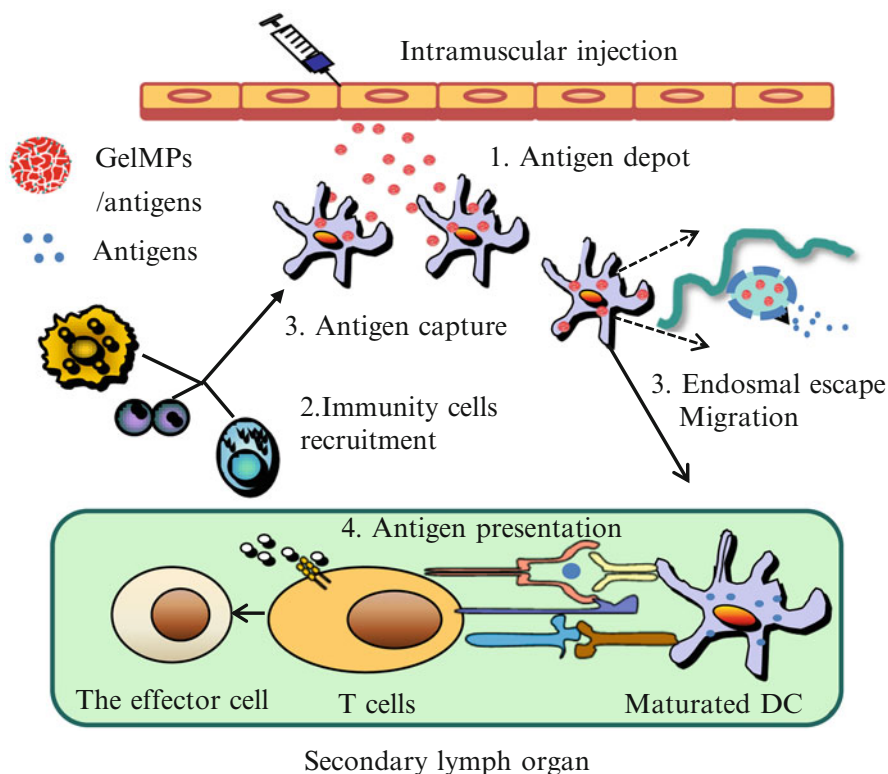 Intramuscular injection
GelMPs
/antigens
Antigens
1. Antigen depot
3. Antigen capture
2.Immunity cells
recruitment
3. Endosmal escape
Migration
4. Antigen presentation
The effector cell
T cells
Maturated DC
Secondary lymph organ